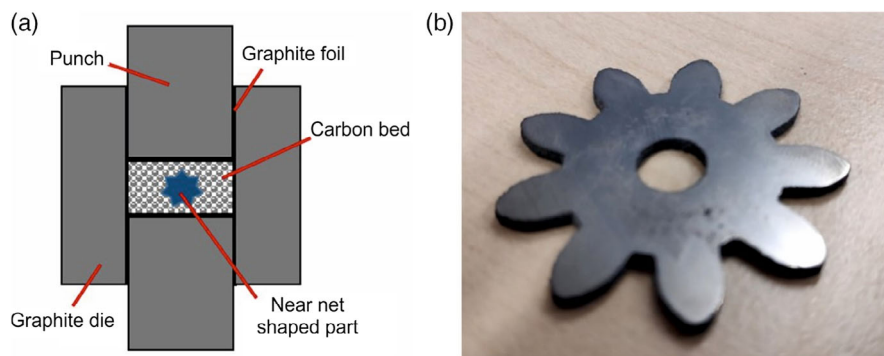 (a)
Punch
Graphite foil
Carbon bed
Graphite die
Near net
shaped part
(b)